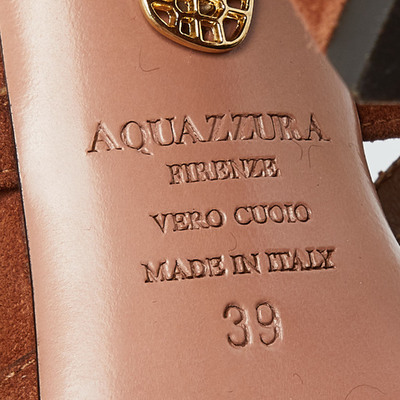 AQUAZZURA
FIRENZE
VERO CUOIO
MADE IN ITALY
39